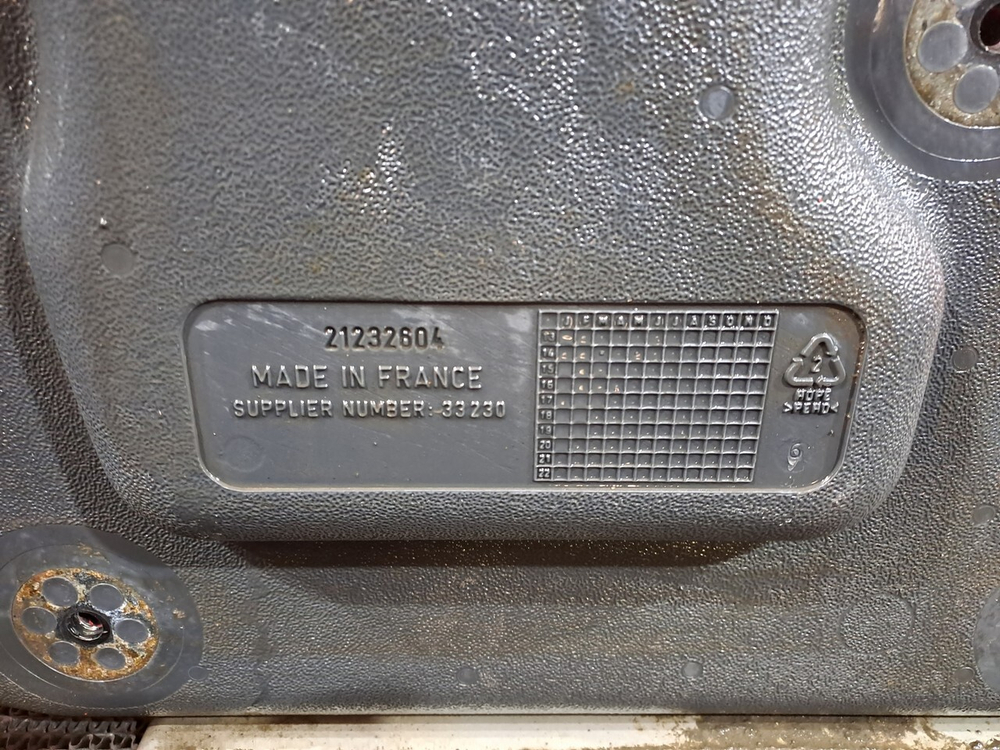 21232604
MADE IN FRANCE
SUPPLIER NUMBER: 33230
J F M A M J J A S O N D
13
14
15
16
17
18
19
20
21
22
2
HDPE
>PEHD<